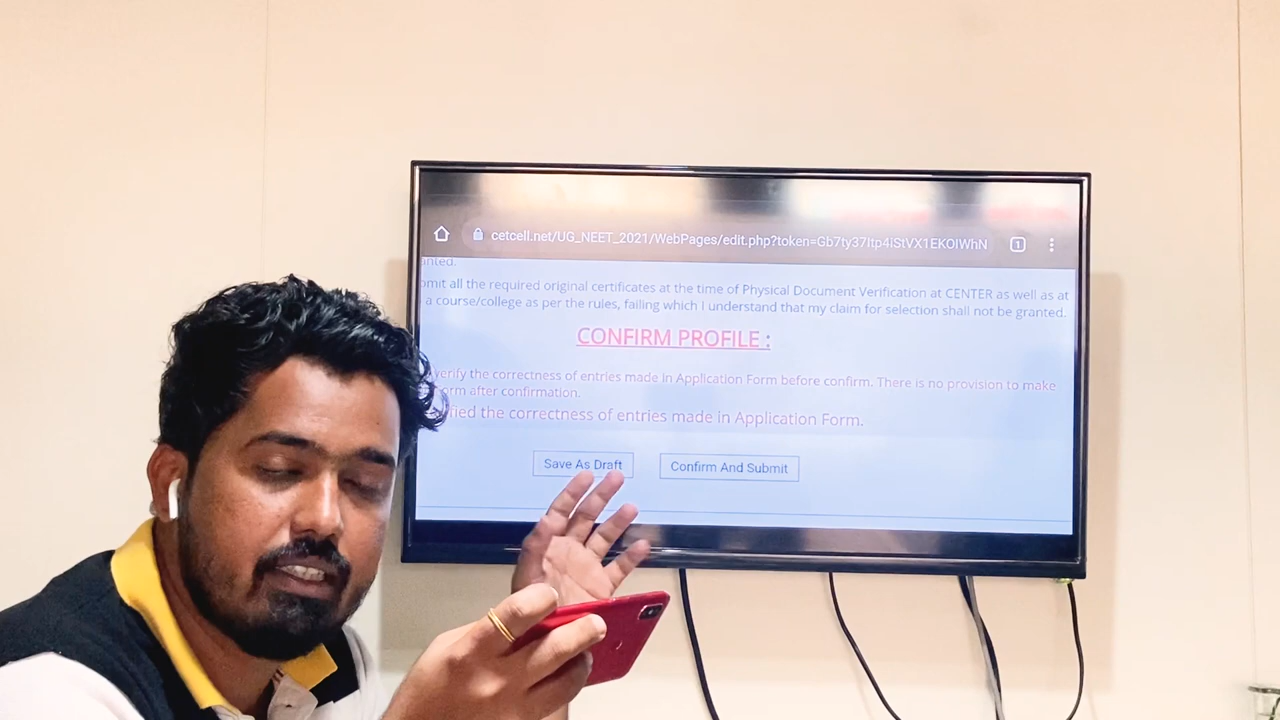 cetcell.net/UG_NEET_2021/WebPages/edit.php?token=Gb7ty37Itp4iStVX1EKOIWhN
1
anted.
omit all the required original certificates at the time of Physical Document Verification at CENTER as well as at
a course/college as per the rules, failing which I understand that my claim for selection shall not be granted.
CONFIRM PROFILE :
verify the correctness of entries made in Application Form before confirm. There is no provision to make
orm after confirmation.
fied the correctness of entries made in Application Form.
Save As Draft
Confirm And Submit